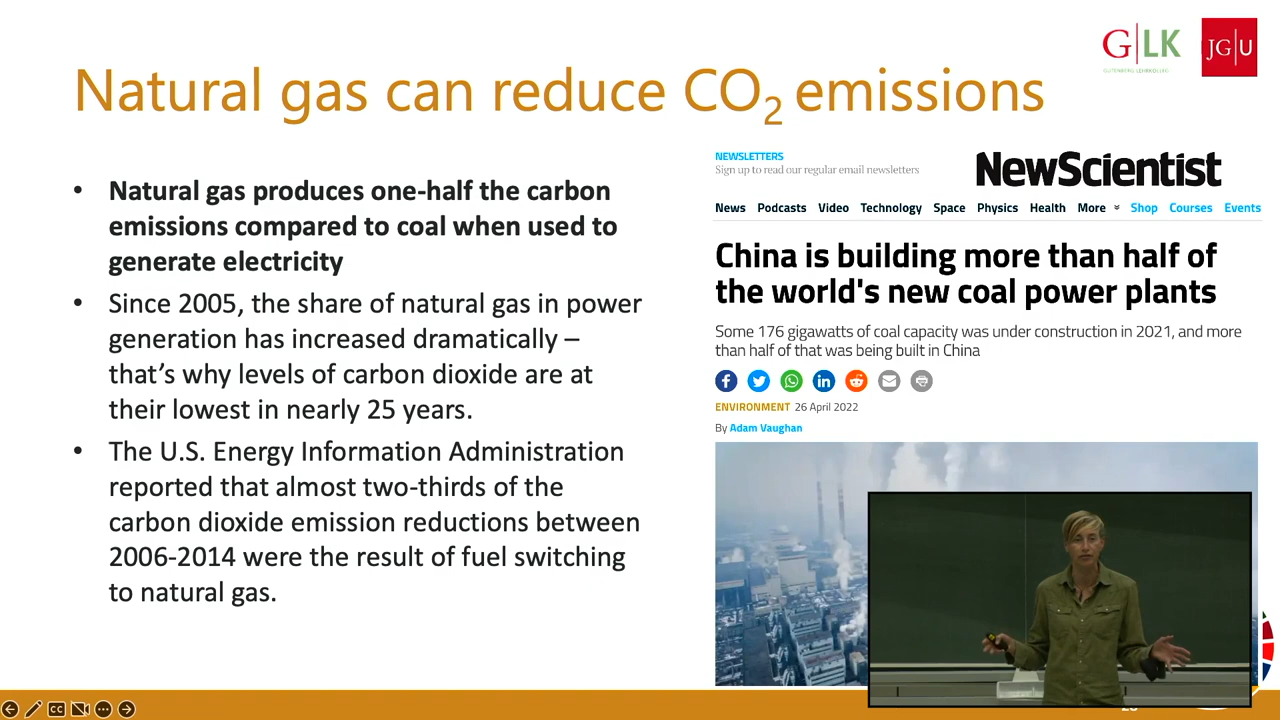 G|LK
GUTENBERG LEHRKOLLEG
JG|U
Natural gas can reduce CO2 emissions
• Natural gas produces one-half the carbon
emissions compared to coal when used to
generate electricity
• Since 2005, the share of natural gas in power
generation has increased dramatically –
that’s why levels of carbon dioxide are at
their lowest in nearly 25 years.
• The U.S. Energy Information Administration
reported that almost two-thirds of the
carbon dioxide emission reductions between
2006-2014 were the result of fuel switching
to natural gas.
NEWSLETTERS
Sign up to read our regular email newsletters
NewScientist
News Podcasts Video Technology Space Physics Health More Shop Courses Events
China is building more than half of
the world's new coal power plants
Some 176 gigawatts of coal capacity was under construction in 2021, and more
than half of that was being built in China
ENVIRONMENT 26 April 2022
By Adam Vaughan
CC